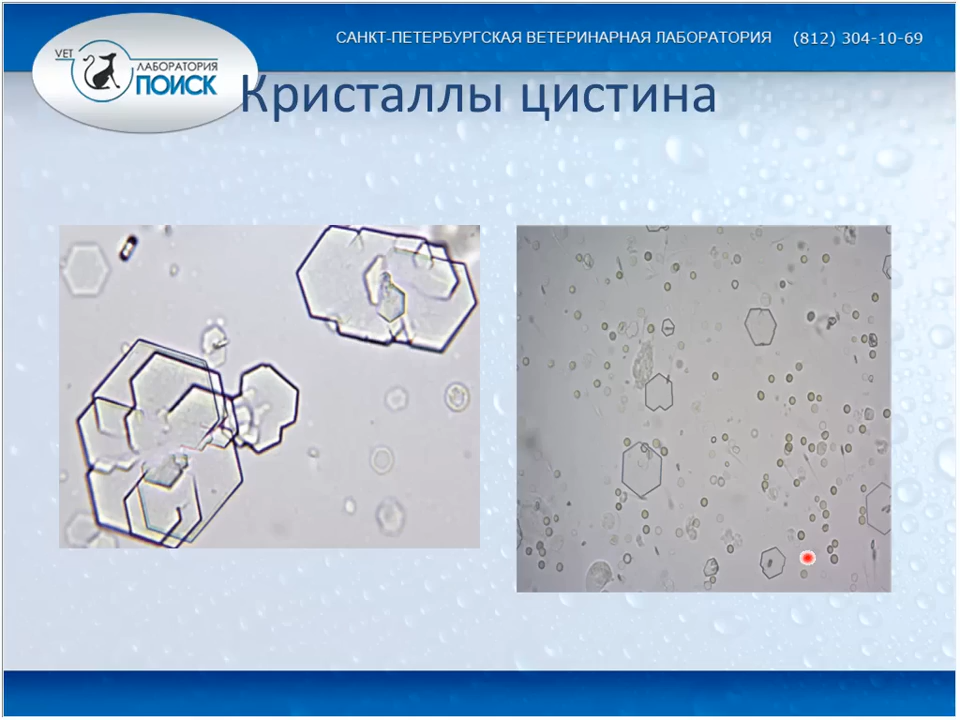 САНКТ-ПЕТЕРБУРГСКАЯ ВЕТЕРИНАРНАЯ ЛАБОРАТОРИЯ (812) 304-10-69
VET ЛАБОРАТОРИЯ
ПОИСК
Кристаллы цистина